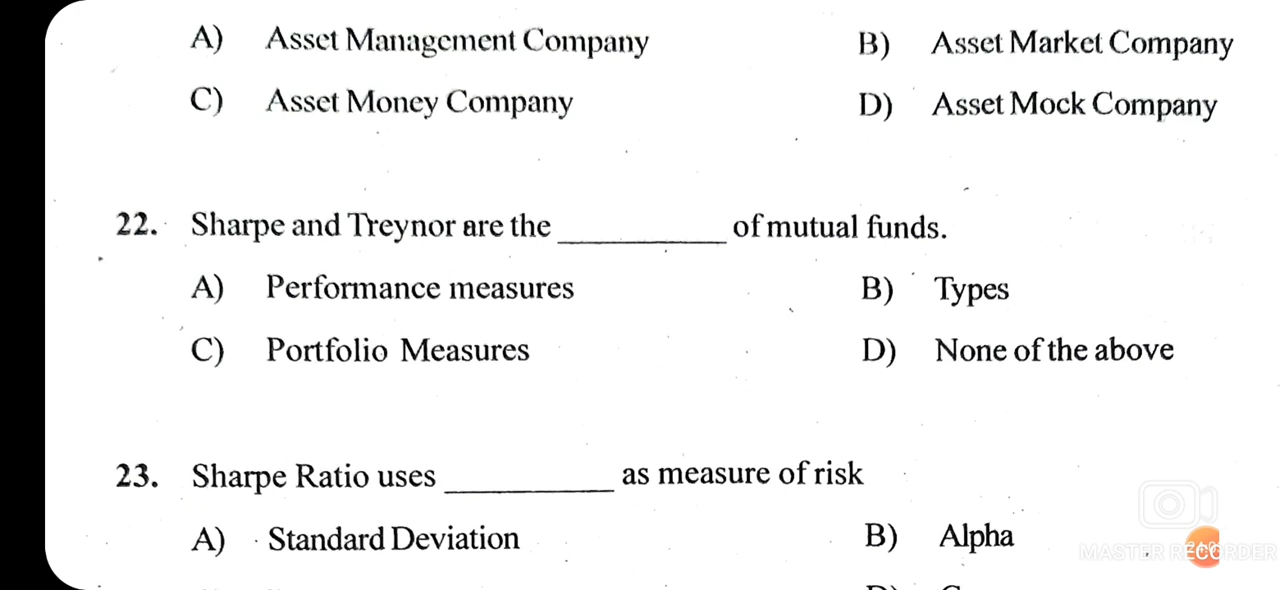 A) Asset Management Company B) Asset Market Company
C) Asset Money Company D) Asset Mock Company
22. Sharpe and Treynor are the __________ of mutual funds.
A) Performance measures B) Types
C) Portfolio Measures D) None of the above
23. Sharpe Ratio uses __________ as measure of risk
A) Standard Deviation B) Alpha
MASTER RECORDER